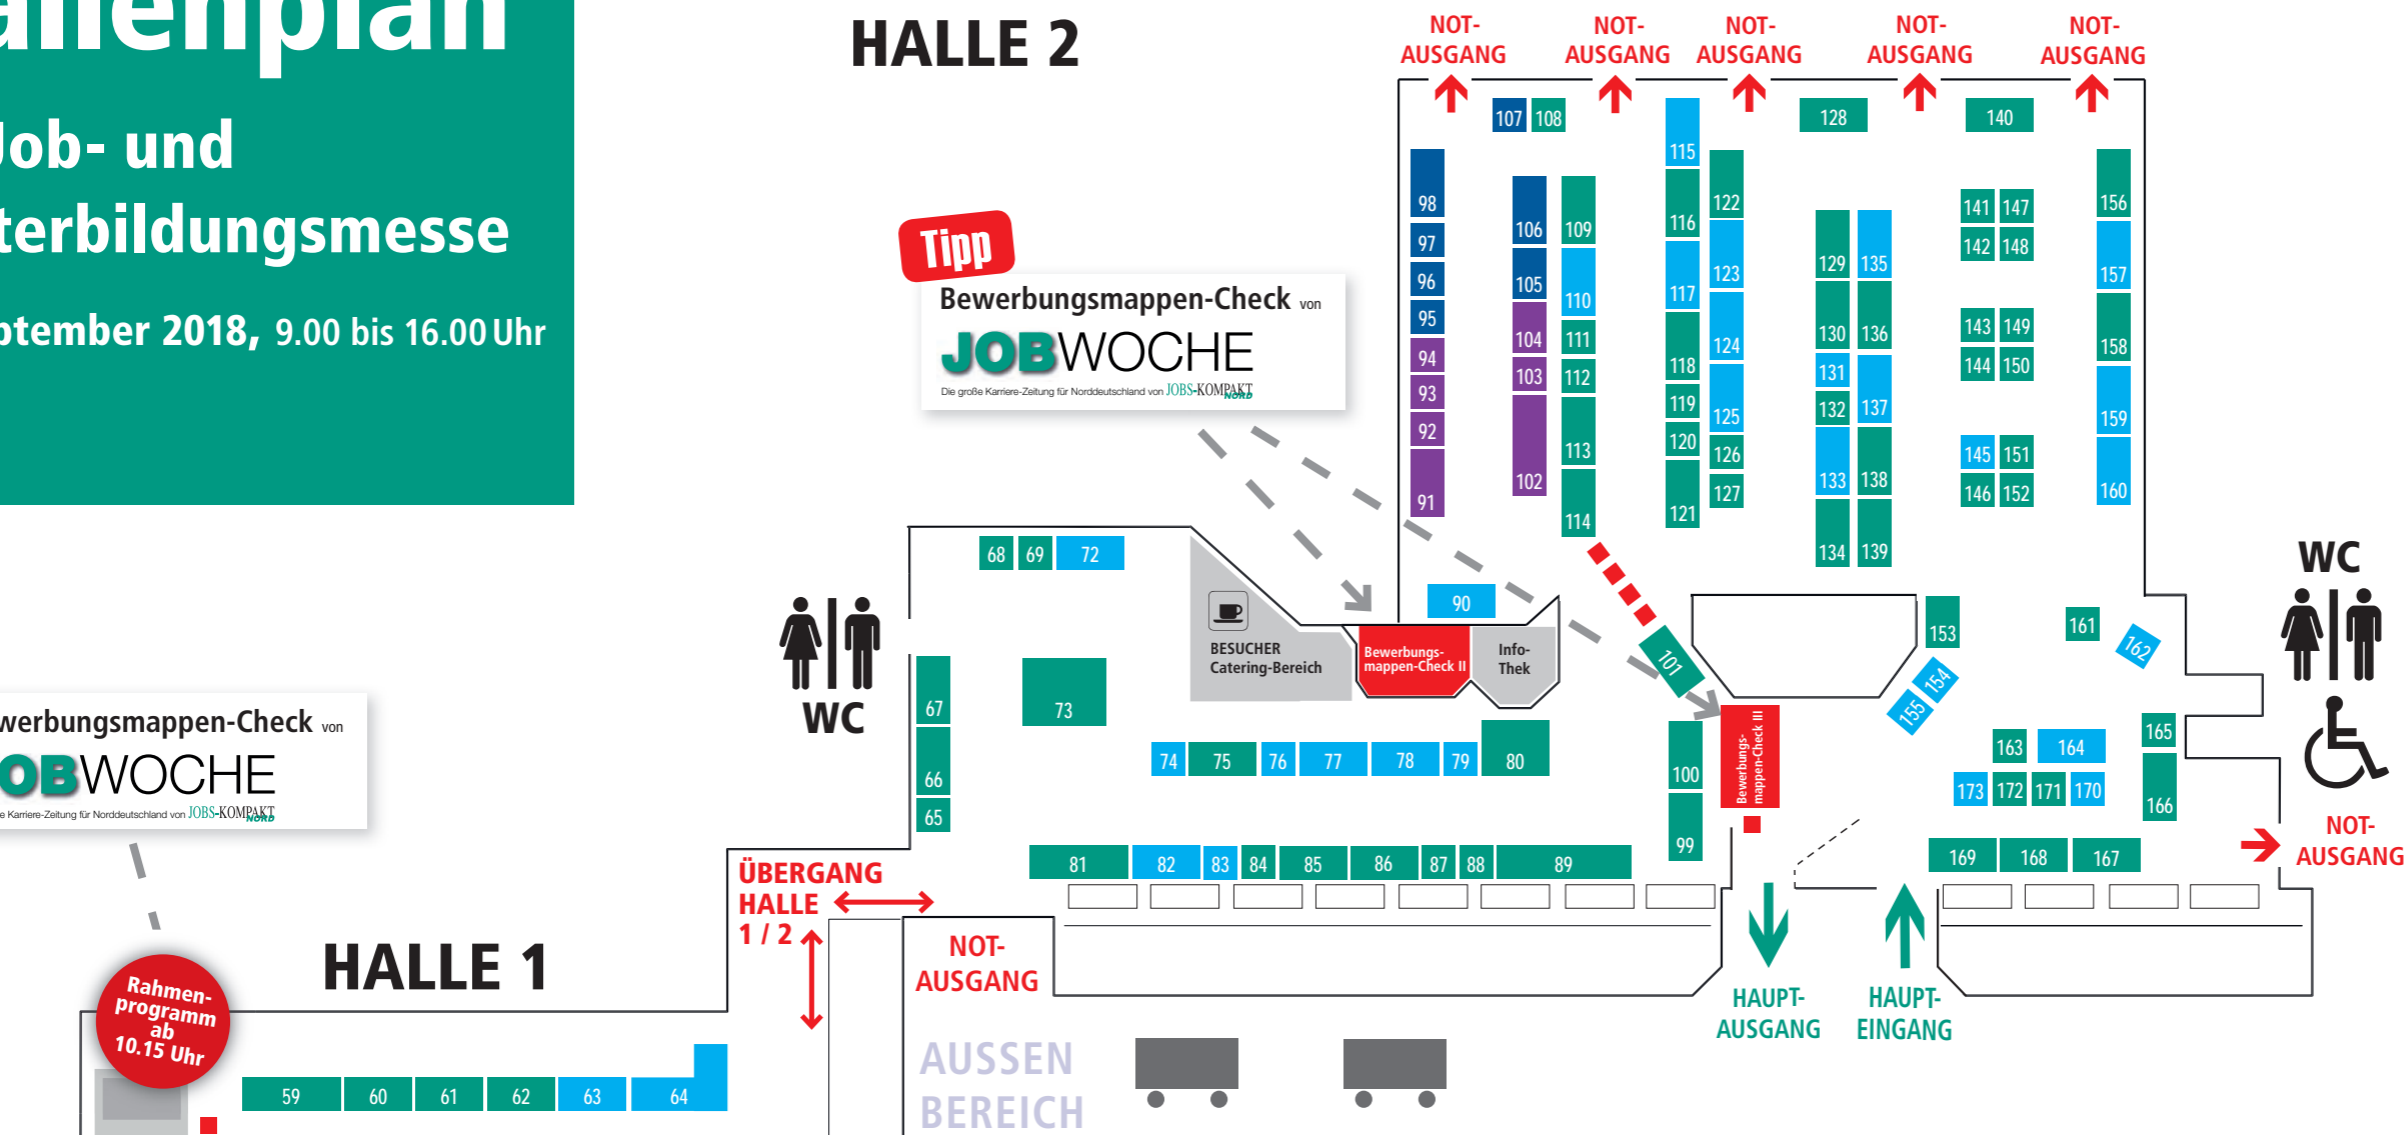 allenplan
Job- und
terbildungsmesse
ptember 2018, 9.00 bis 16.00 Uhr
HALLE 2
NOT-
AUSGANG
NOT-
AUSGANG
NOT-
AUSGANG
NOT-
AUSGANG
NOT-
AUSGANG
Tipp
Bewerbungsmappen-Check von
JOBWOCHE
Die große Karriere-Zeitung für Norddeutschland von JOBS-KOMPAKT
NORD
107 108
128
140
98
97
96
95
94
93
92
91
106
105
104
103
102
109
110
111
112
113
114
115
116
117
118
119
120
121
122
123
124
125
126
127
129 135
130 136
131
132 137
133 138
134 139
141 147
142 148
143 149
144 150
145 151
146 152
156
157
158
159
160
68 69 72
BESUCHER
Catering-Bereich
90
Bewerbungs-
mappen-Check II
Info-
Thek
101
153
154
155
161
162
WC
WC
67
66
65
73
74 75 76 77 78 79 80
100
99
Bewerbungs-
mappen-Check III
163 164
173 172 171 170
165
166
NOT-
AUSGANG
81 82 83 84 85 86 87 88 89
169 168 167
werbungsmappen-Check von
OBWOCHE
e Karriere-Zeitung für Norddeutschland von JOBS-KOMPAKT
NORD
ÜBERGANG
HALLE
1 / 2
NOT-
AUSGANG
HAUPT-
AUSGANG
HAUPT-
EINGANG
HALLE 1
Rahmen-
programm
ab
10.15 Uhr
59 60 61 62 63 64
AUSSEN
BEREICH